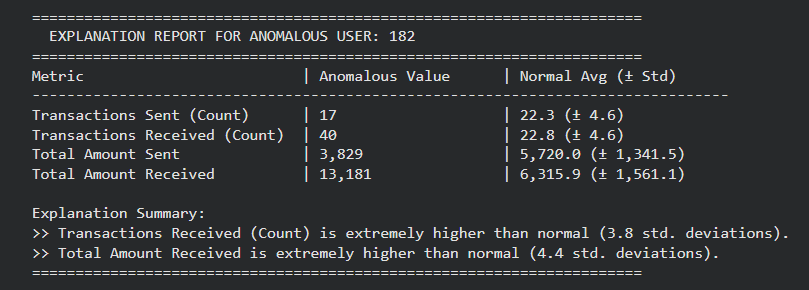 ======================================================================
EXPLANATION REPORT FOR ANOMALOUS USER: 182
======================================================================
Metric | Anomalous Value | Normal Avg (± Std)
--------------------------------------------------------------------------------
Transactions Sent (Count) | 17 | 22.3 (± 4.6)
Transactions Received (Count) | 40 | 22.8 (± 4.6)
Total Amount Sent | 3,829 | 5,720.0 (± 1,341.5)
Total Amount Received | 13,181 | 6,315.9 (± 1,561.1)
Explanation Summary:
>> Transactions Received (Count) is extremely higher than normal (3.8 std. deviations).
>> Total Amount Received is extremely higher than normal (4.4 std. deviations).
======================================================================